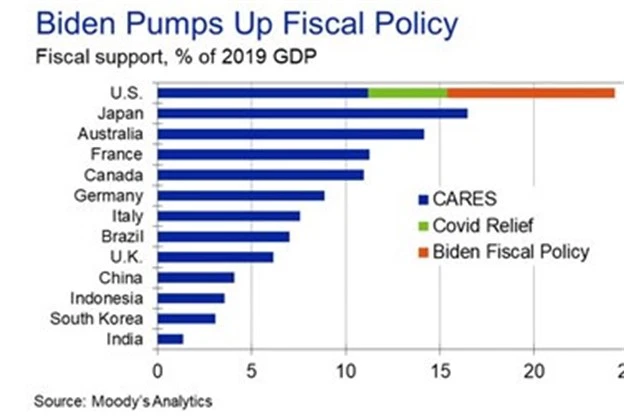 Biden Pumps Up Fiscal Policy
Fiscal support, % of 2019 GDP
U.S.
Japan
Australia
France
Canada
Germany
Italy
Brazil
U.K.
China
Indonesia
South Korea
India
CARES
Covid Relief
Biden Fiscal Policy
0 5 10 15 20
Source: Moody's Analytics